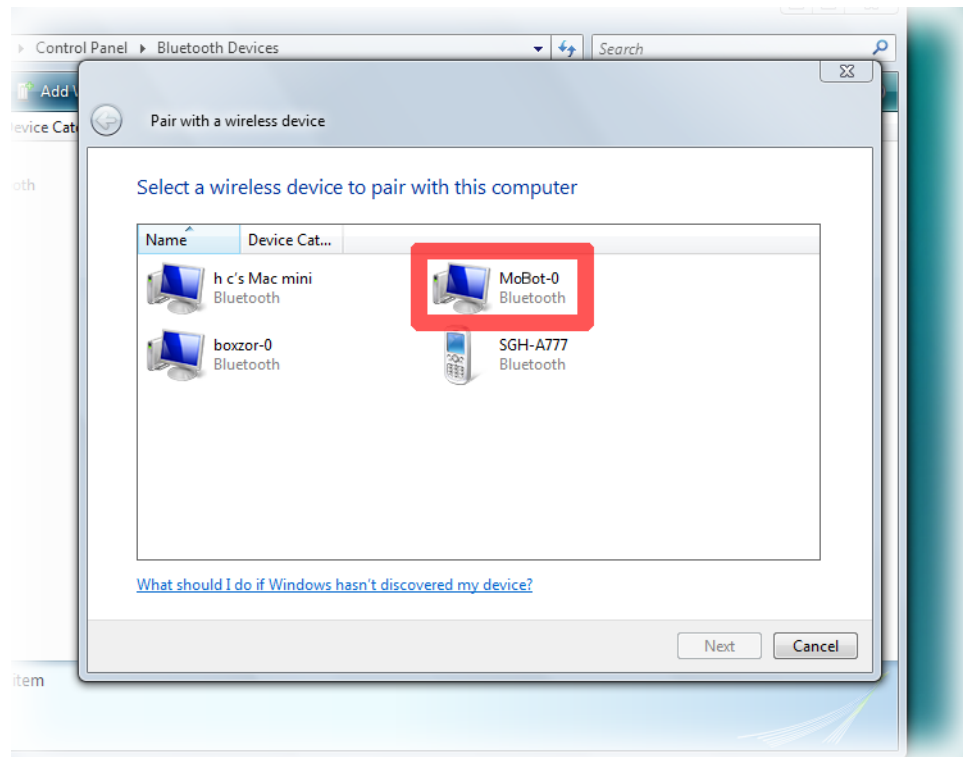 Control Panel Bluetooth Devices Search
Add
evice Cat
oth
Pair with a wireless device
Select a wireless device to pair with this computer
Name Device Cat...
h c's Mac mini
Bluetooth
MoBot-0
Bluetooth
boxzor-0
Bluetooth
SGH-A777
Bluetooth
What should I do if Windows hasn't discovered my device?
Next Cancel
item